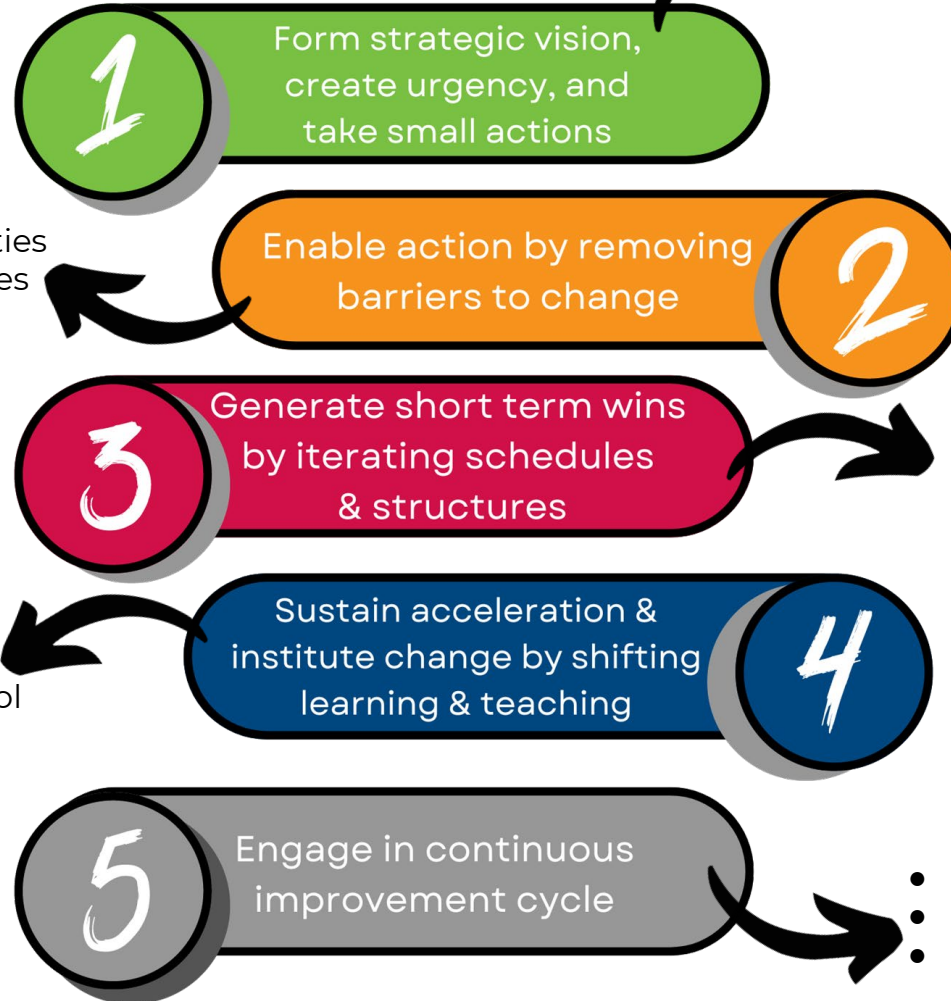 1
Form strategic vision,
create urgency, and
take small actions
Enable action by removing
barriers to change
2
3
Generate short term wins
by iterating schedules
& structures
Sustain acceleration &
institute change by shifting
learning & teaching
4
5
Engage in continuous
improvement cycle
•
•
•